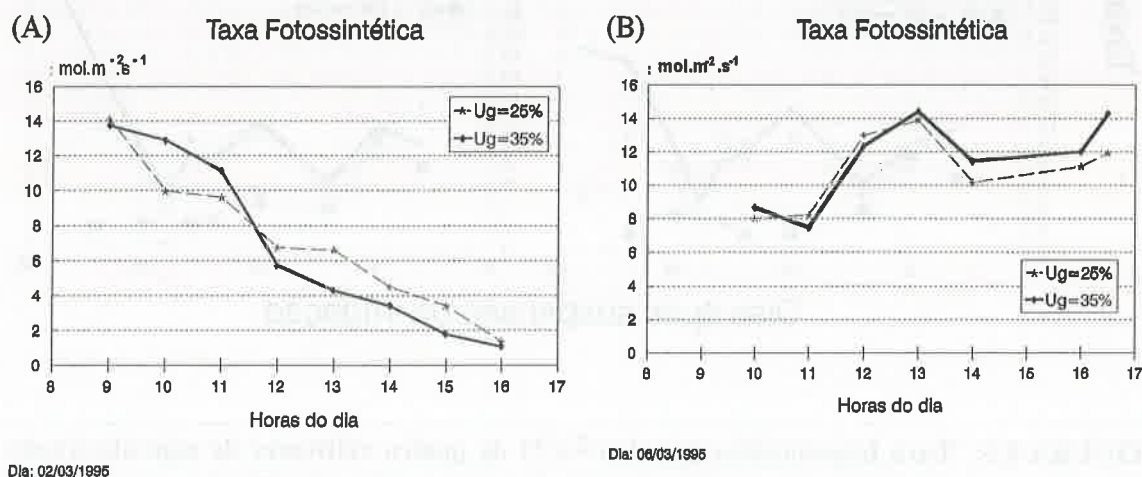 (A) Taxa Fotossintética
mol.m⁻².s⁻¹
16
14
12
10
8
6
4
2
0
Ug=25%
Ug=35%
8 9 10 11 12 13 14 15 16 17
Horas do dia
Dia: 02/03/1995
(B) Taxa Fotossintética
: mol.m².s⁻¹
16
14
12
10
8
6
4
2
0
Ug=25%
Ug=35%
8 9 10 11 12 13 14 15 16 17
Horas do dia
Dia: 06/03/1995